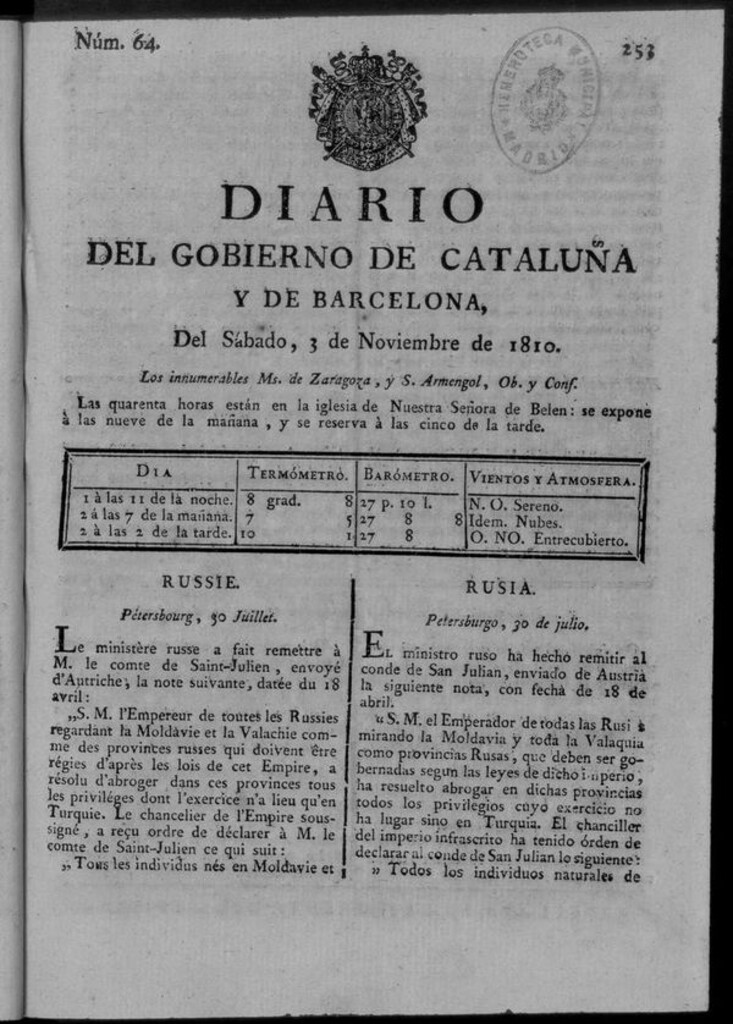 Núm. 64.
253
HEMEROTECA MUNICIPAL
MADRID
DIARIO
DEL GOBIERNO DE CATALUÑA
Y DE BARCELONA,
Del Sábado, 3 de Noviembre de 1810.
Los innumerables Ms. de Zaragoza, y S. Armengol, Ob. y Conf.
Las quarenta horas están en la iglesia de Nuestra Señora de Belen: se expone
à las nueve de la mañana, y se reserva à las cinco de la tarde.
DIA TERMÓMETRO. BARÓMETRO. VIENTOS Y ATMOSFERA.
1 à las 11 de la noche. 8 grad. 8 27 p. 10 l. N. O. Sereno.
2 á las 7 de la mañana. 7 5 27 8 8 Idem. Nubes.
2 à las 2 de la tarde. 10 1 27 8 O. NO. Entrecubierto.
RUSSIE.
Pétersbourg, 30 Juillet.
Le ministère russe a fait remettre à
M. le comte de Saint-Julien, envoyé
d'Autriche, la note suivante, datée du 18
avril:
„S. M. l'Empereur de toutes les Russies
regardant la Moldavie et la Valachie com-
me des provinces russes qui doivent être
régies d'après les lois de cet Empire, a
résolu d'abroger dans ces provinces tous
les priviléges dont l'exercice n'a lieu qu'en
Turquie. Le chancelier de l'Empire sous-
signé, a reçu ordre de déclarer à M. le
comte de Saint-Julien ce qui suit:
„Tous les individus nés en Moldavie et
RUSIA.
Petersburgo, 30 de julio.
EL ministro ruso ha hecho remitir al
conde de San Julian, enviado de Austria
la siguiente nota, con fecha de 18 de
abril.
"S. M. el Emperador de todas las Rusi s
mirando la Moldavia y toda la Valaquia
como provincias Rusas, que deben ser go-
bernadas segun las leyes de dicho i perio,
ha resuelto abrogar en dichas provincias
todos los privilegios cuyo exercicio no
ha lugar sino en Turquia. El chanciller
del imperio infrascrito ha tenido órden de
declarar al conde de San Julian lo siguiente:
„Todos los individuos naturales de